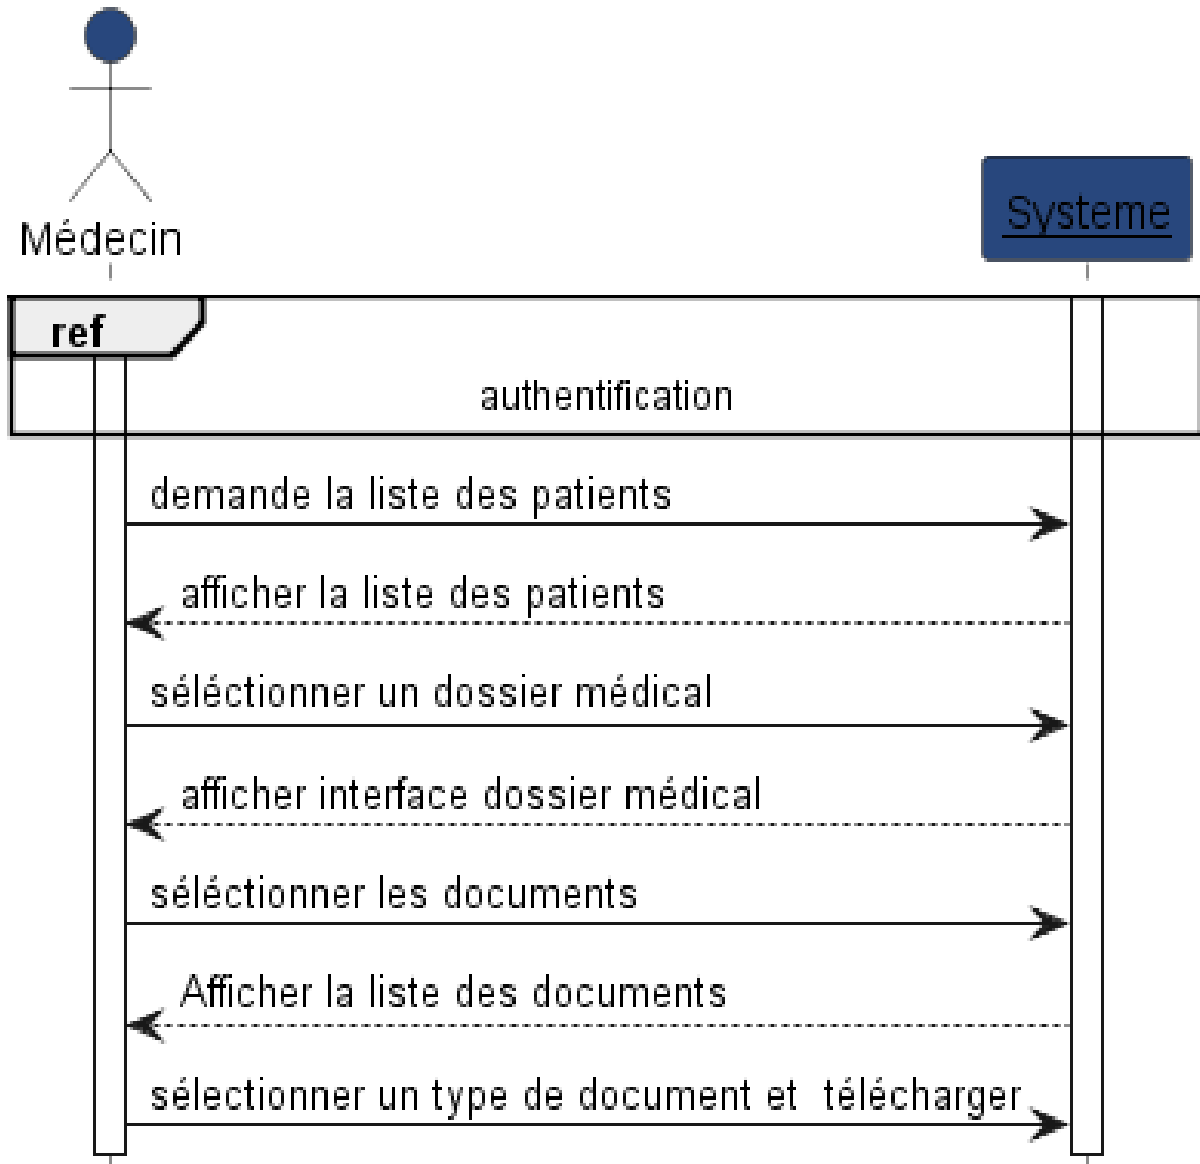 Médecin
Systeme
ref
authentification
demande la liste des patients
afficher la liste des patients
séléctionner un dossier médical
afficher interface dossier médical
séléctionner les documents
Afficher la liste des documents
sélectionner un type de document et  télécharger